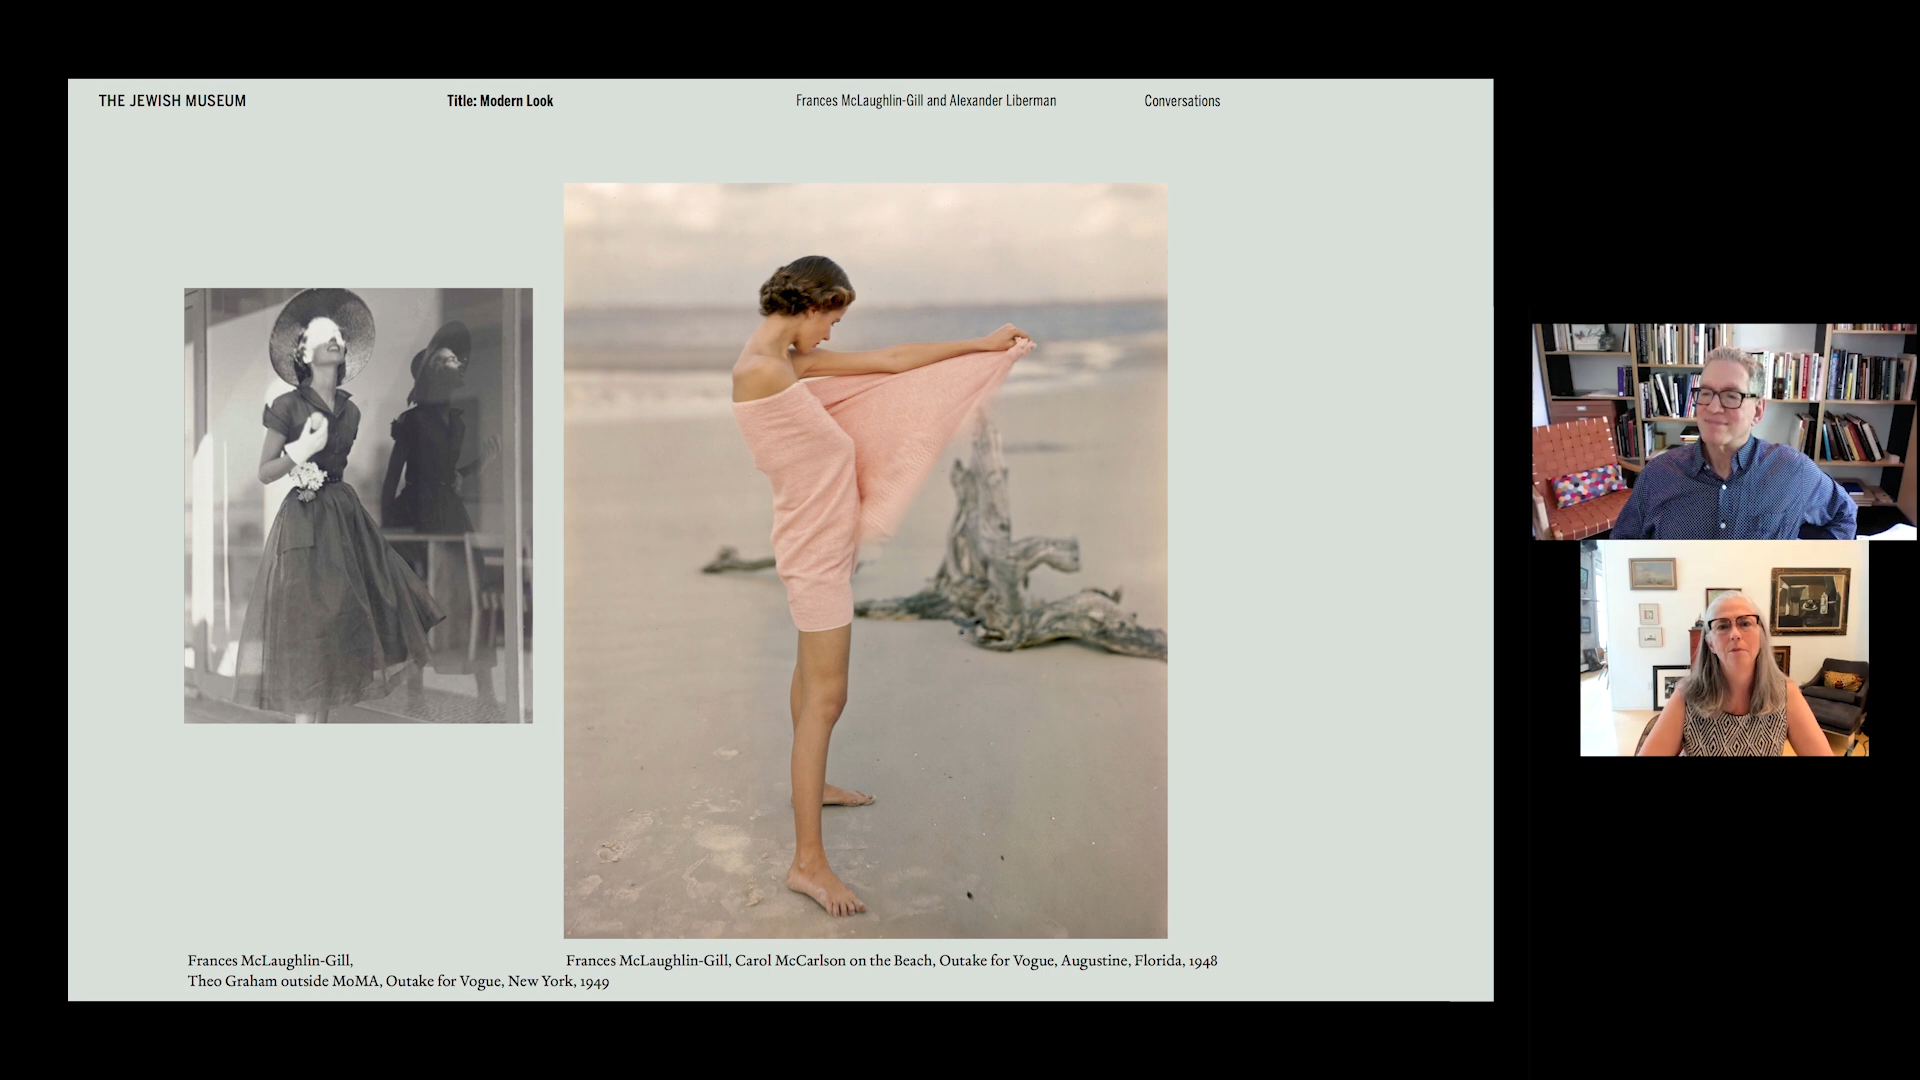 THE JEWISH MUSEUM
Title: Modern Look
Frances McLaughlin-Gill and Alexander Liberman
Conversations
Frances McLaughlin-Gill,
Theo Graham outside MoMA, Outake for Vogue, New York, 1949
Frances McLaughlin-Gill, Carol McCarlson on the Beach, Outake for Vogue, Augustine, Florida, 1948